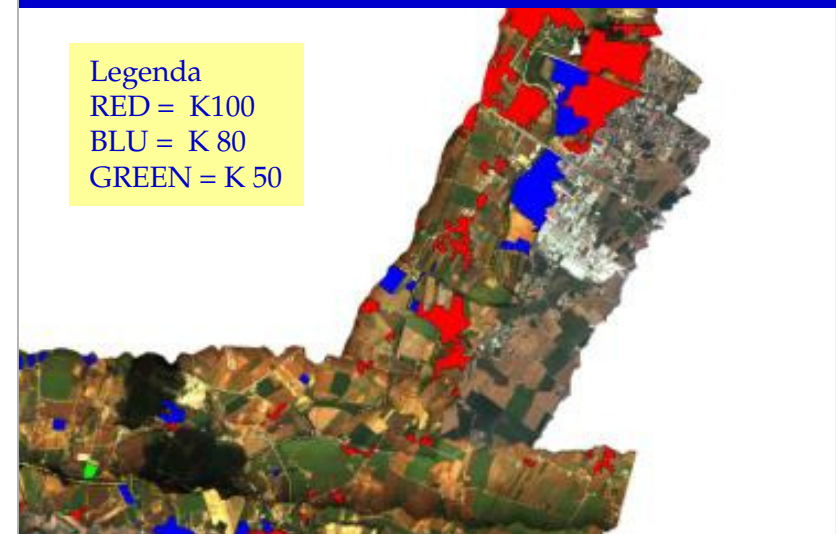 Legenda
RED = K100
BLU = K 80
GREEN = K 50